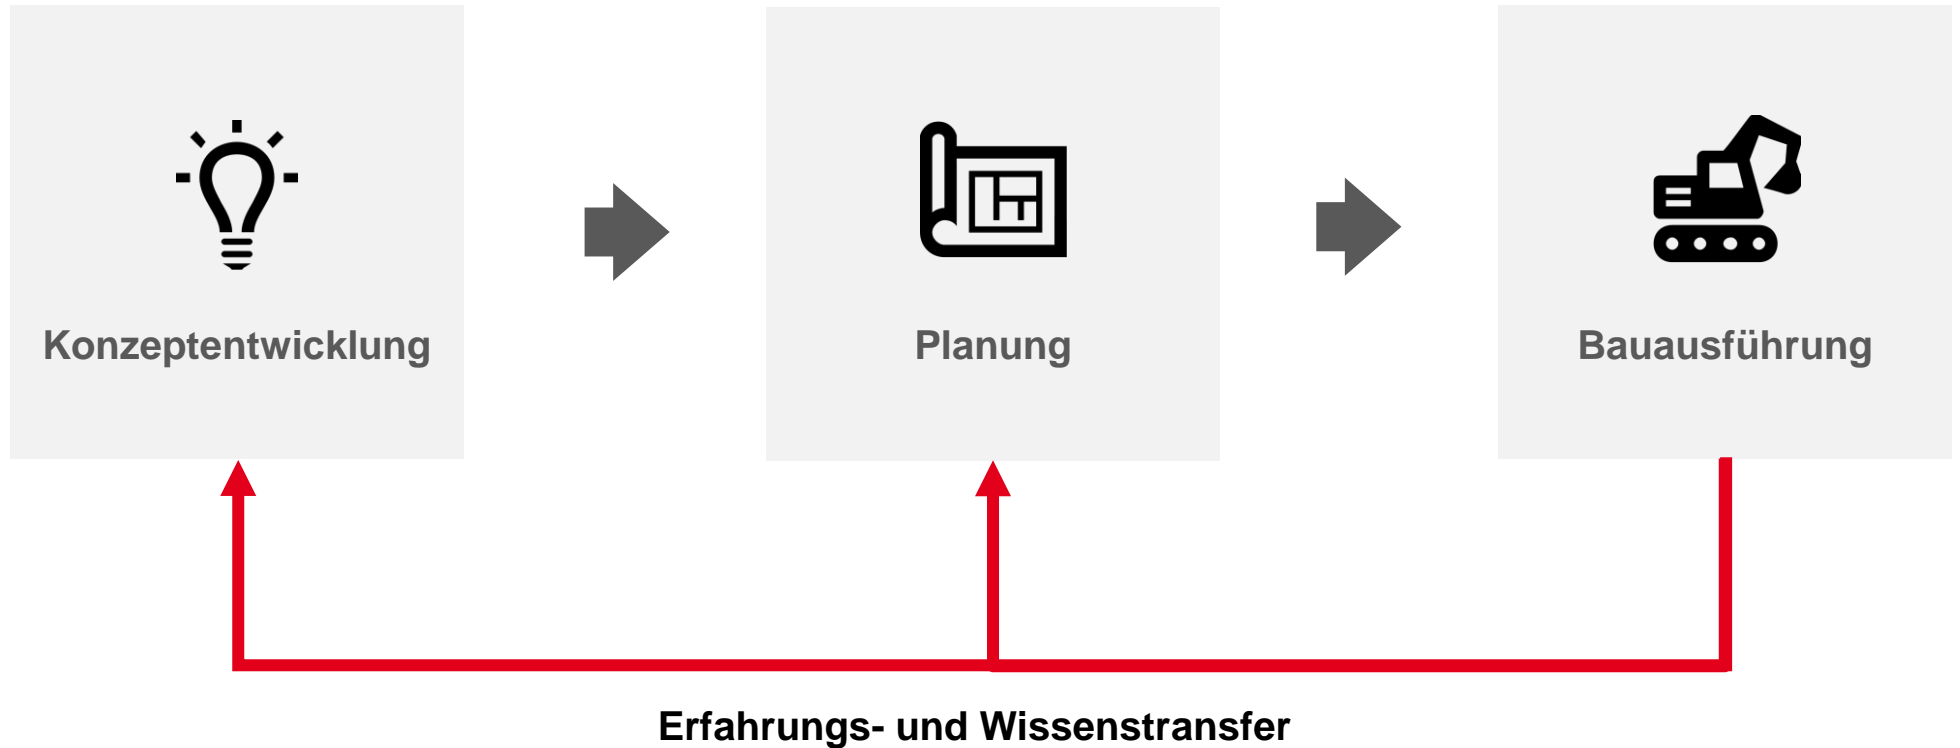 Konzeptentwicklung
Planung
Bauausführung
Erfahrungs- und Wissenstransfer